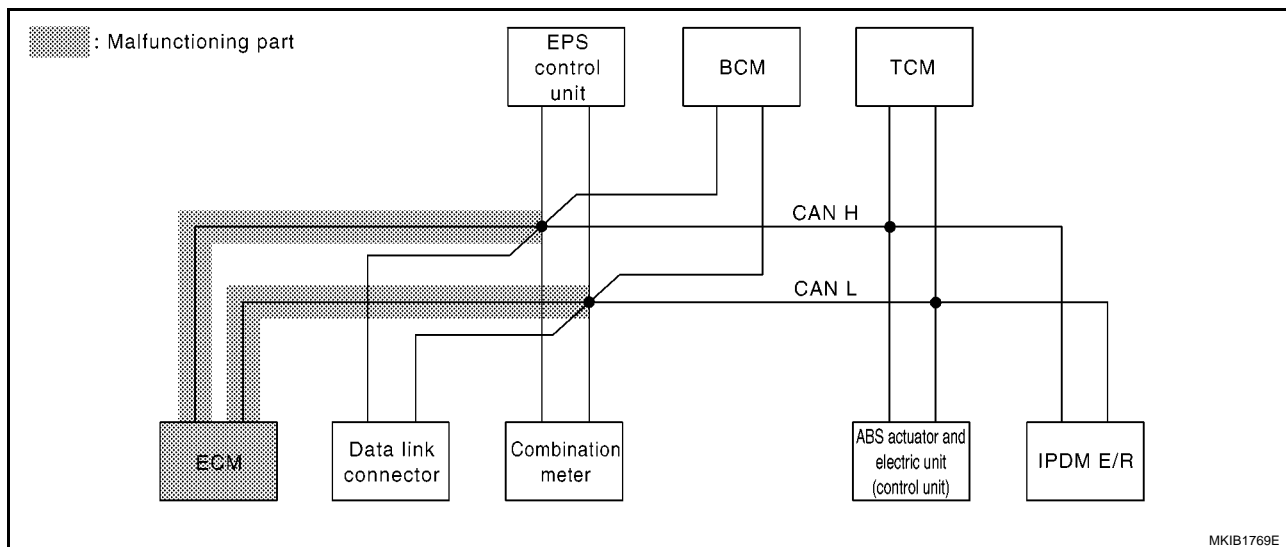 : Malfunctioning part
EPS
control
unit
BCM
TCM
CAN H
CAN L
ECM
Data link
connector
Combination
meter
ABS actuator and
electric unit
(control unit)
IPDM E/R
MKIB1769E